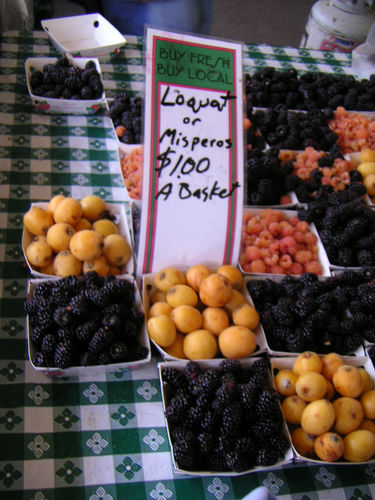 BUY FRESH
BUY LOCAL
Loquat
or
Misperos
$1.00
A Basket